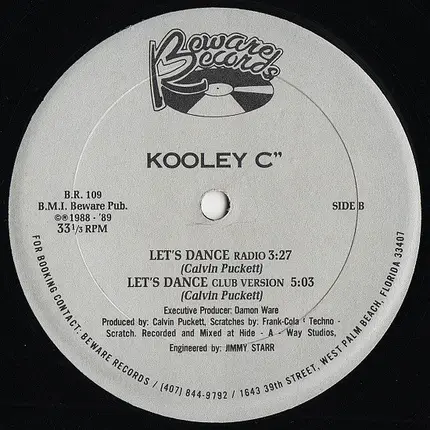 Beware
Records
KOOLEY C"
B.R. 109
B.M.I. Beware Pub.
©℗ 1988 - '89
33 1/3 RPM
SIDE B
LET'S DANCE RADIO 3:27
(Calvin Puckett)
LET'S DANCE CLUB VERSION 5:03
(Calvin Puckett)
Executive Producer: Damon Ware
Produced by: Calvin Puckett, Scratches by: Frank-Cola ' Techno -
Scratch. Recorded and Mixed at Hide - A - Way Studios,
Engineered by: JIMMY STARR
FOR BOOKING CONTACT: BEWARE RECORDS / (407) 844-9792 / 1643 39th STREET, WEST PALM BEACH, FLORIDA 33407